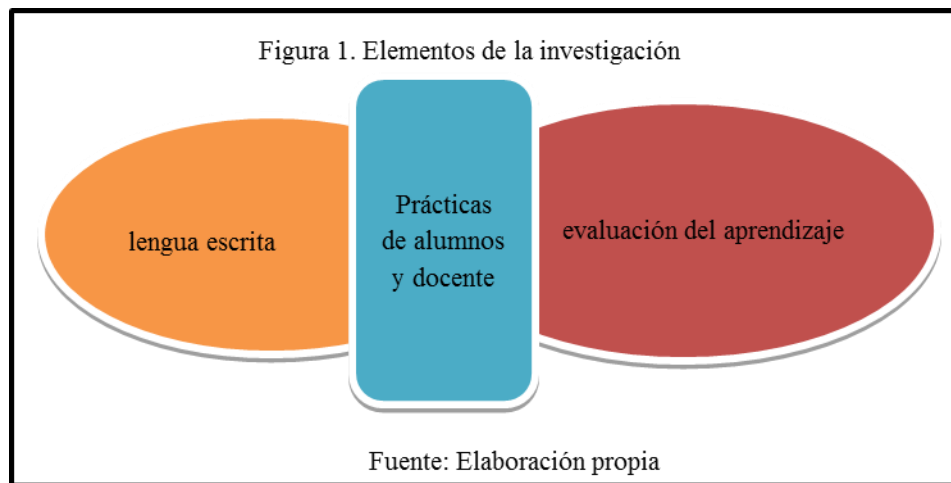 Figura 1. Elementos de la investigación
lengua escrita
Prácticas
de alumnos
y docente
evaluación del aprendizaje
Fuente: Elaboración propia